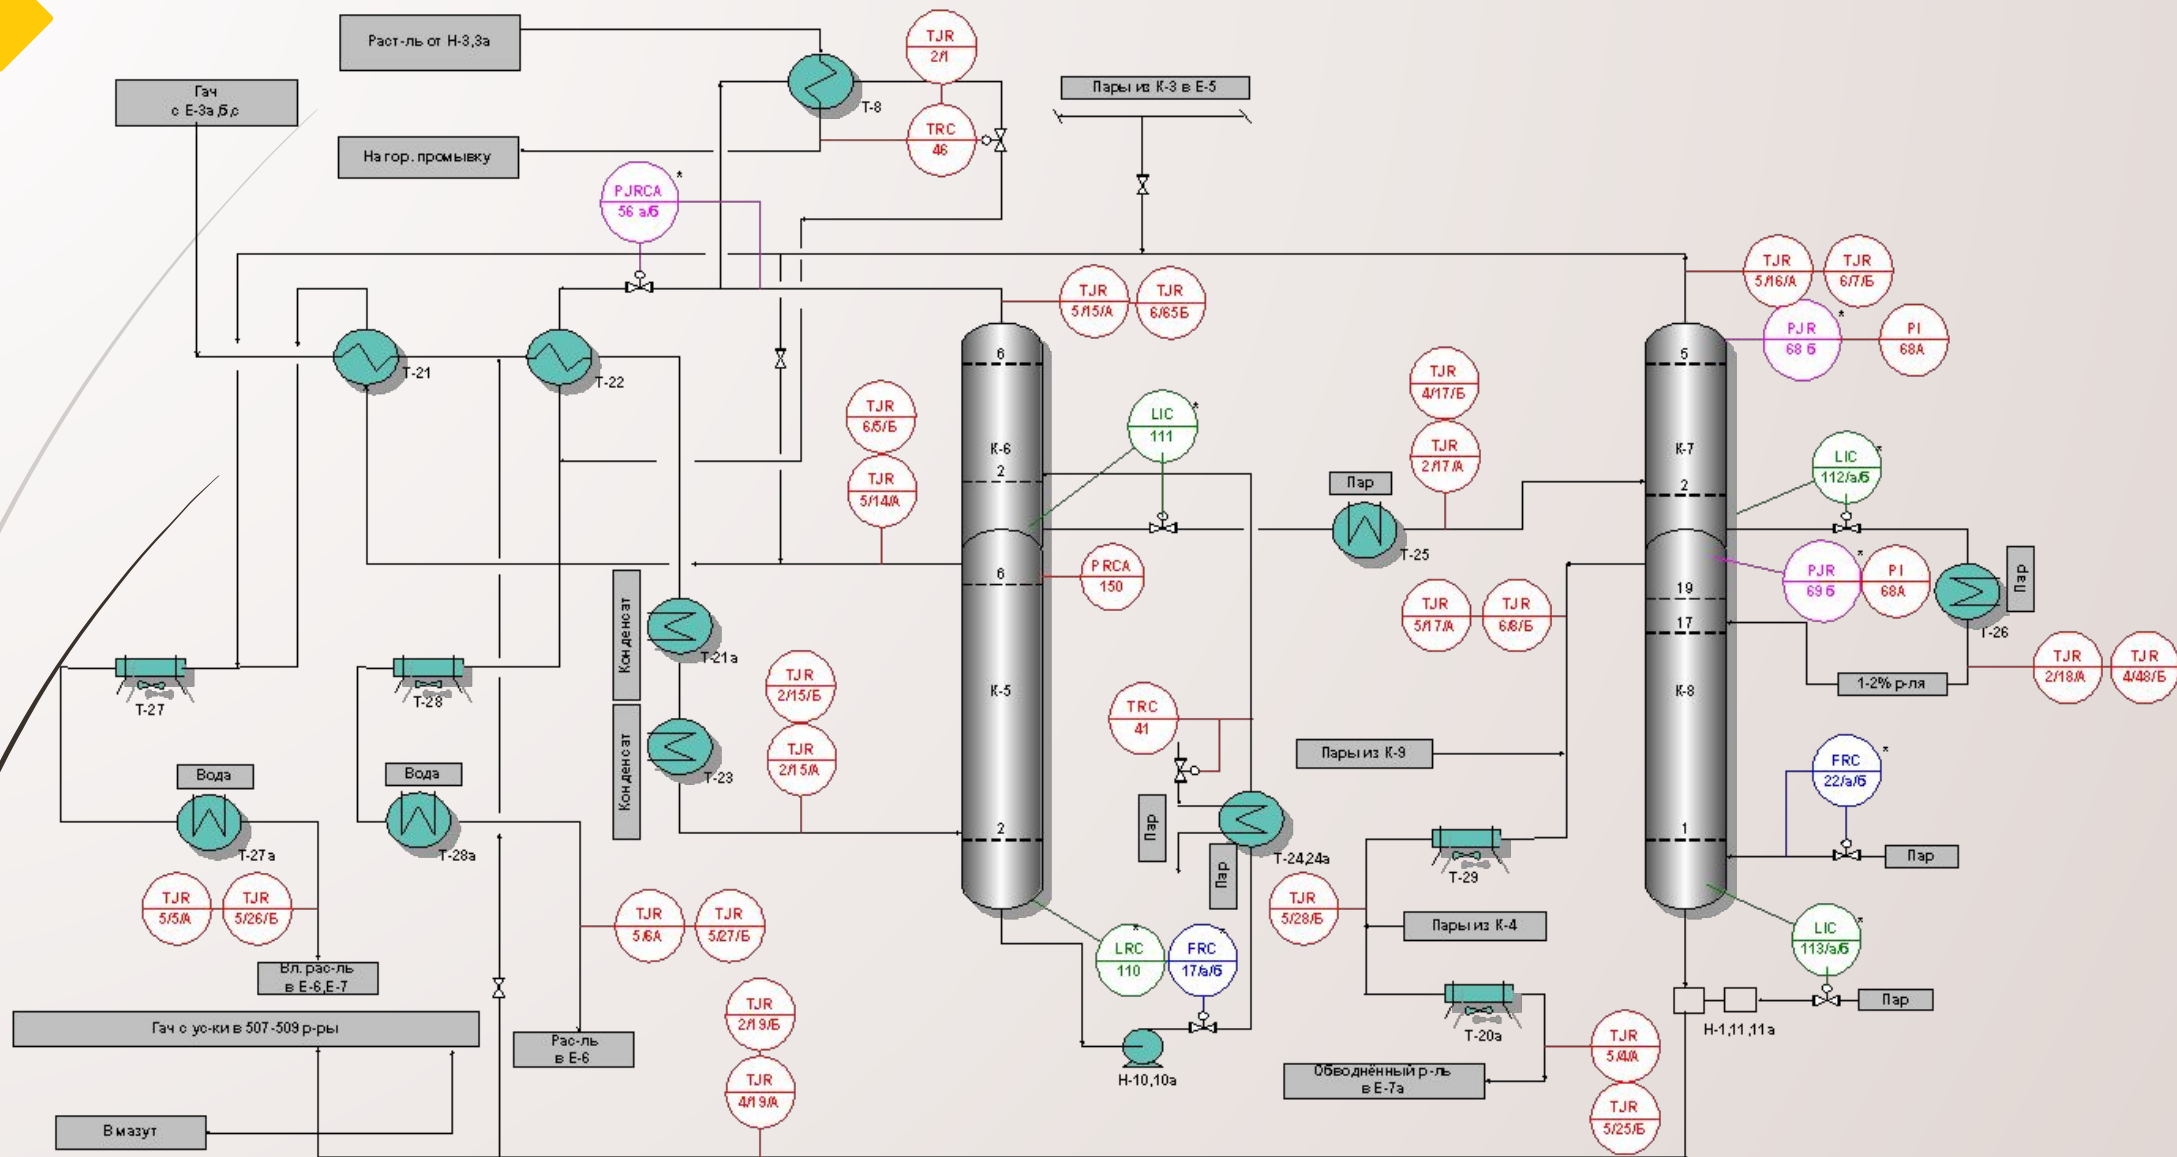 Раст-ль от Н-3,3а
TJR
2/1
Гач
с Е-3а,б,с
Т-8
Пары из К-3 в Е-5
На гор. промывку
TRC
46
PJRCA
56 а/б
*
TJR
5/15/А
TJR
6/65Б
TJR
5/16/А
TJR
6/7/Б
PJR
68 б
*
PI
68А
Т-21
Т-22
6
5
TJR
6/5/Б
TJR
5/14/А
К-6
2
LIC
111
*
TJR
4/17/Б
TJR
2/17/А
Пар
Т-25
К-7
2
LIC
112/а/б
*
6
PRCA
150
TJR
5/17/А
TJR
6/8/Б
19
17
PJR
69 б
*
PI
68А
Пар
Т-26
Конденсат
Т-21а
Конденсат
Т-23
TJR
2/15/Б
TJR
2/15/А
К-5
TRC
41
К-8
1-2% р-ля
TJR
2/18/А
TJR
4/48/Б
Т-27
Т-28
Вода
Т-27а
Вода
Т-28а
2
Пар
Пар
Т-24,24а
Пары из К-9
Т-29
1
FRC
22/а/б
*
Пар
TJR
5/5/А
TJR
5/26/Б
TJR
5/6А
TJR
5/27/Б
TJR
5/28/Б
Пары из К-4
LRC
110
*
FRC
17/а/б
*
LIC
113/а/б
*
Вл. рас-ль
в Е-6,Е-7
Гач с ус-ки в 507-509 р-ры
Рас-ль
в Е-6
TJR
2/19/Б
TJR
4/19/А
Н-10,10а
Т-20а
Обводнённый р-ль
в Е-7а
TJR
5/4/А
TJR
5/25/Б
Н-1,11,11а
Пар
В мазут